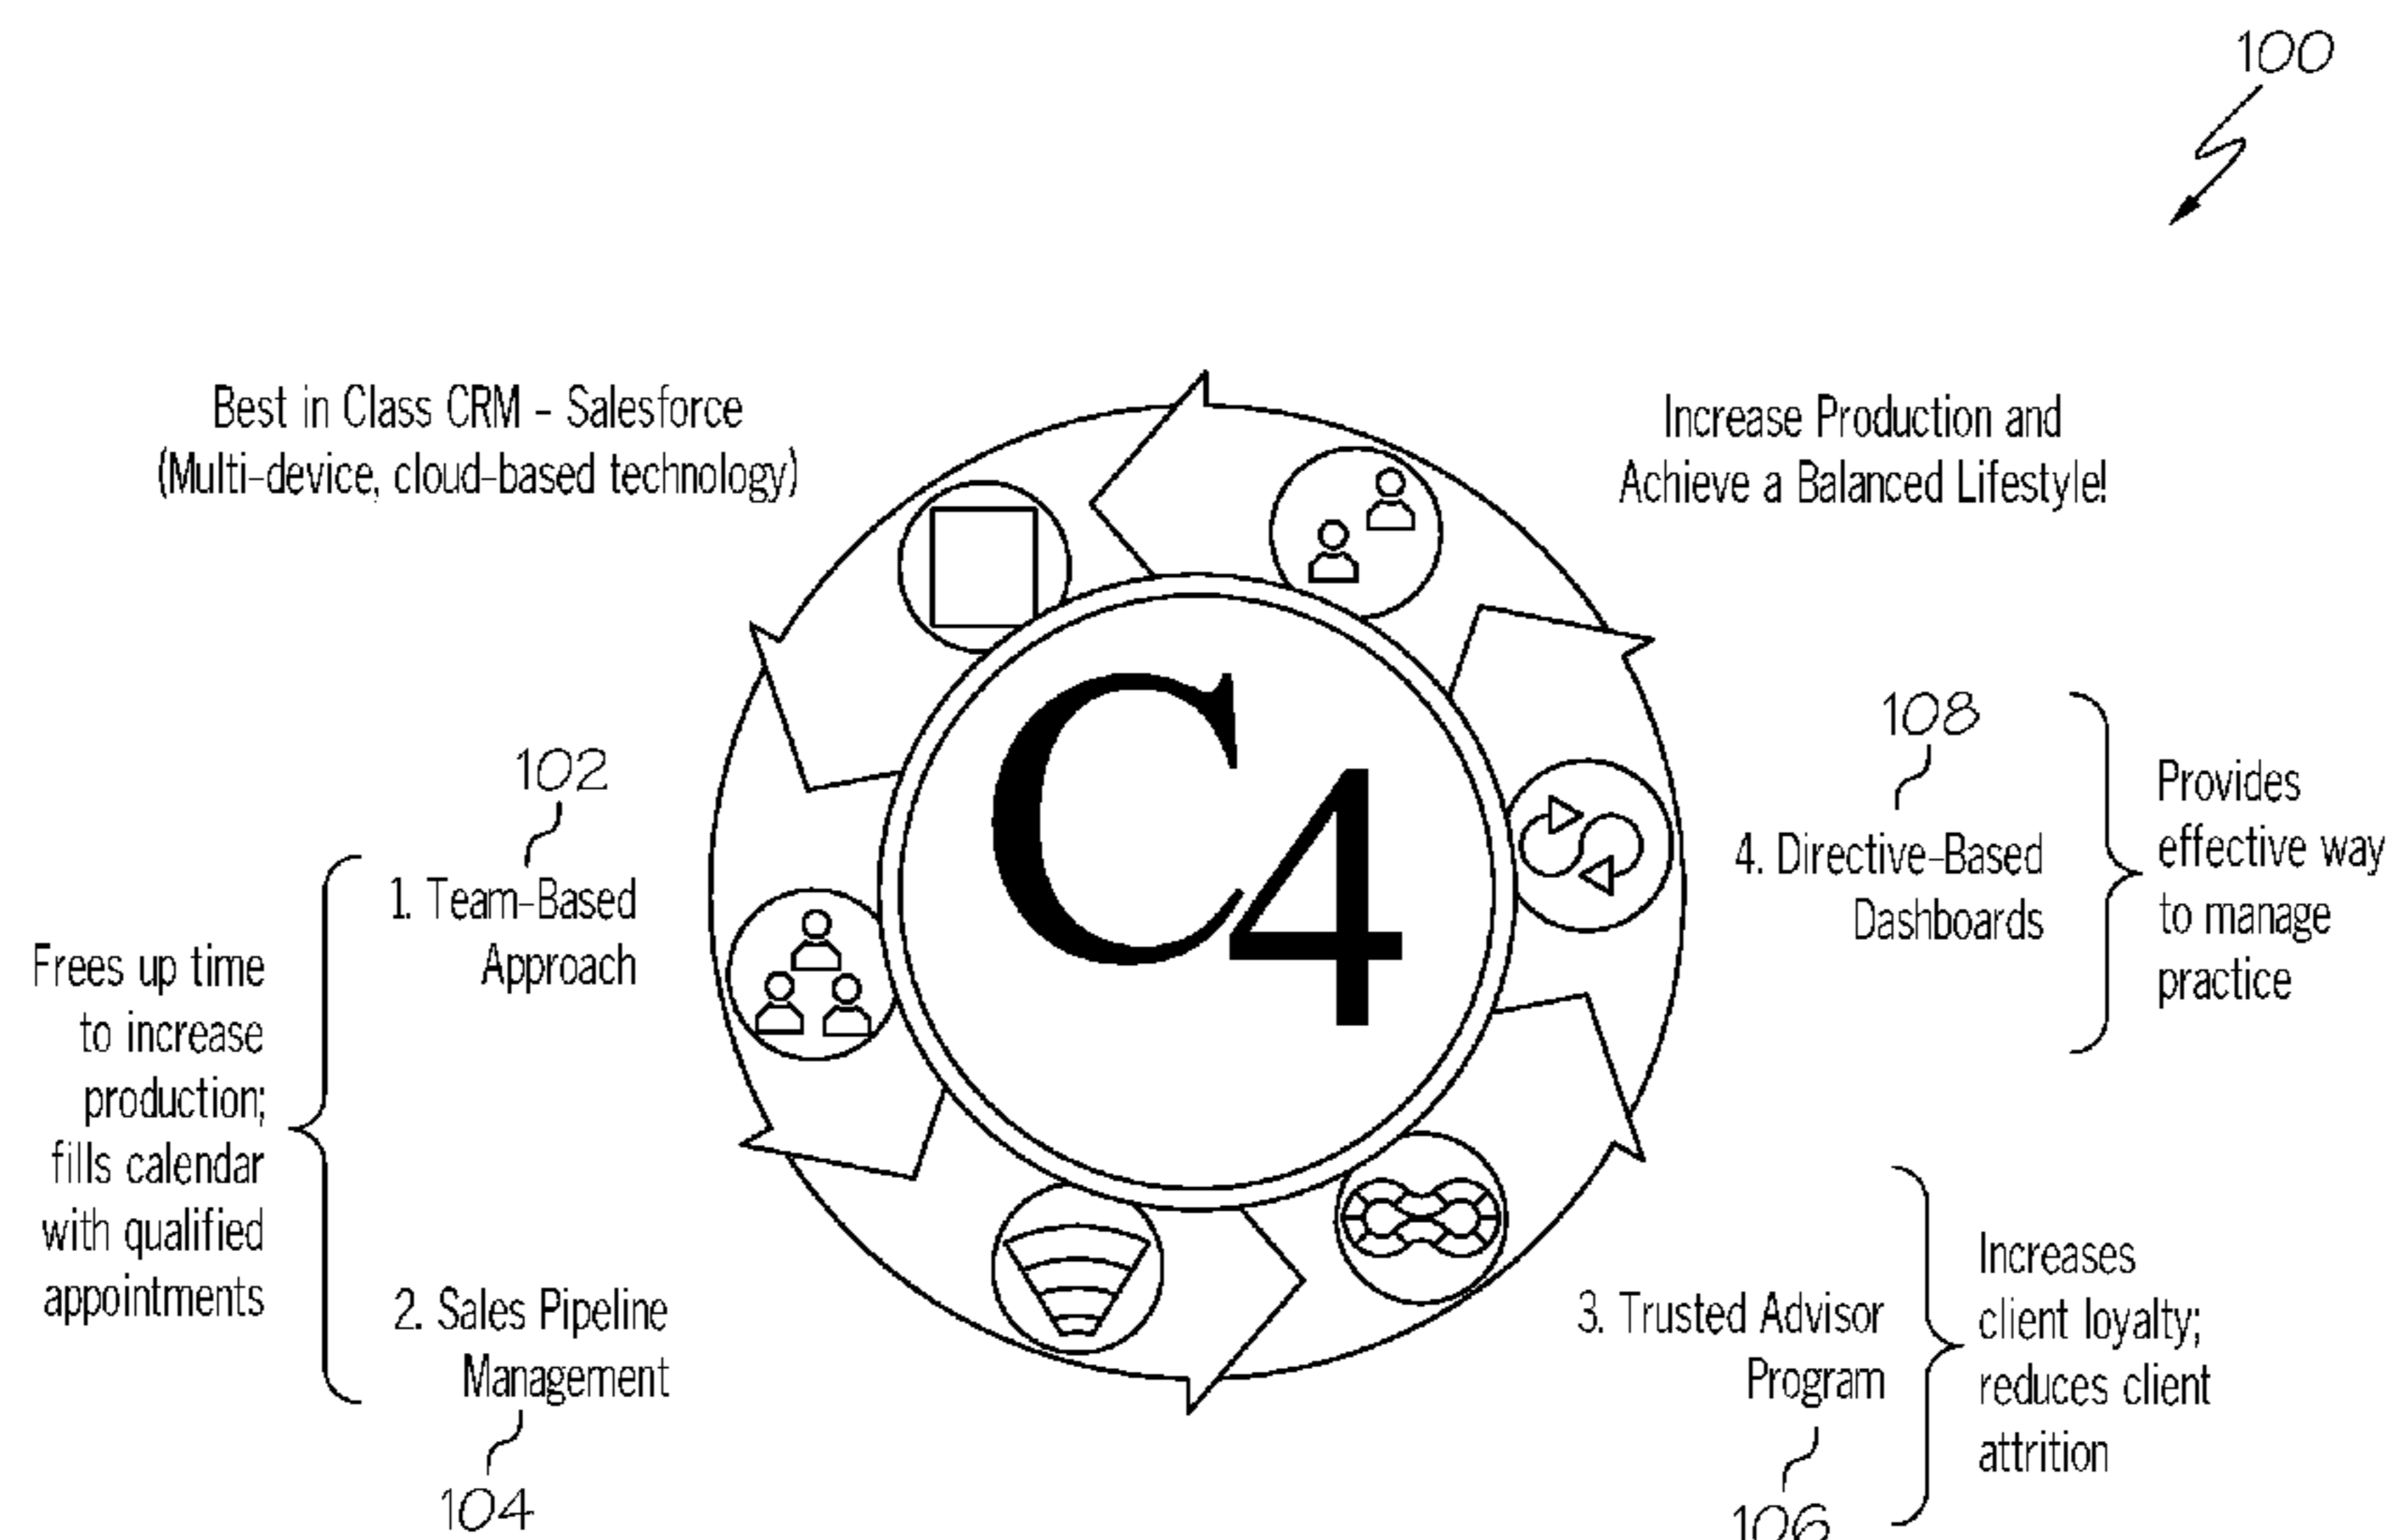 100
Best in Class CRM - Salesforce
(Multi-device, cloud-based technology)
Increase Production and
Achieve a Balanced Lifestyle!
C4
102
1. Team-Based
Approach
Frees up time
to increase
production;
fills calendar
with qualified
appointments
2. Sales Pipeline
Management
104
108
4. Directive-Based
Dashboards
Provides
effective way
to manage
practice
3. Trusted Advisor
Program
106
Increases
client loyalty;
reduces client
attrition